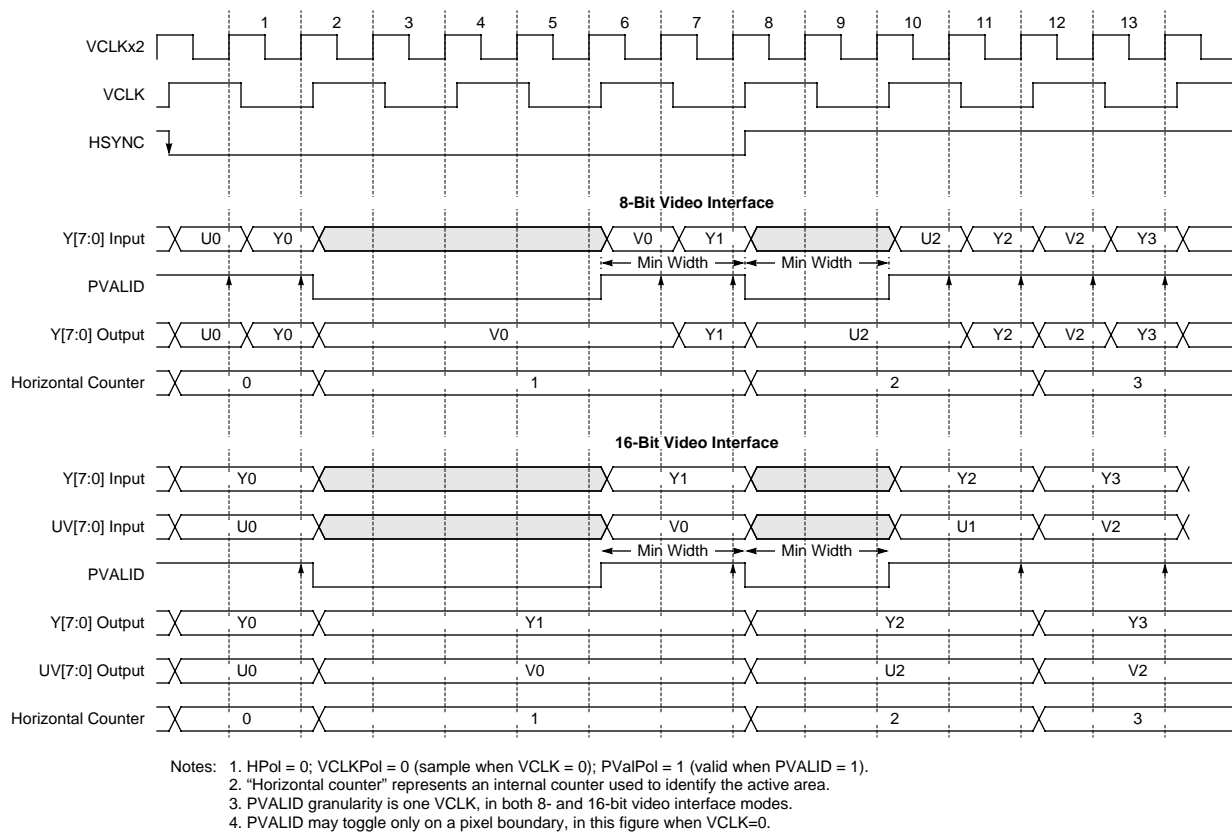 1 2 3 4 5 6 7 8 9 10 11 12 13
VCLKx2
VCLK
HSYNC
8-Bit Video Interface
Y[7:0] Input U0 Y0 V0 Y1 U2 Y2 V2 Y3
Min Width Min Width
PVALID
Y[7:0] Output U0 Y0 V0 Y1 U2 Y2 V2 Y3
Horizontal Counter 0 1 2 3
16-Bit Video Interface
Y[7:0] Input Y0 Y1 Y2 Y3
UV[7:0] Input U0 V0 U1 V2
Min Width Min Width
PVALID
Y[7:0] Output Y0 Y1 Y2 Y3
UV[7:0] Output U0 V0 U2 V2
Horizontal Counter 0 1 2 3
Notes: 1. HPol = 0; VCLKPol = 0 (sample when VCLK = 0); PValPol = 1 (valid when PVALID = 1).
2. “Horizontal counter” represents an internal counter used to identify the active area.
3. PVALID granularity is one VCLK, in both 8- and 16-bit video interface modes.
4. PVALID may toggle only on a pixel boundary, in this figure when VCLK=0.